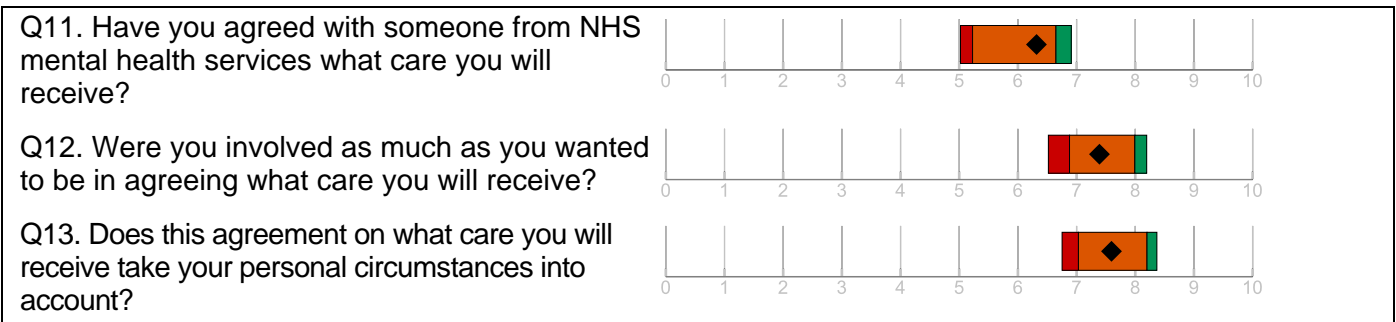 Q11. Have you agreed with someone from NHS
mental health services what care you will
receive?
0 1 2 3 4 5 6 7 8 9 10
Q12. Were you involved as much as you wanted
to be in agreeing what care you will receive?
0 1 2 3 4 5 6 7 8 9 10
Q13. Does this agreement on what care you will
receive take your personal circumstances into
account?
0 1 2 3 4 5 6 7 8 9 10